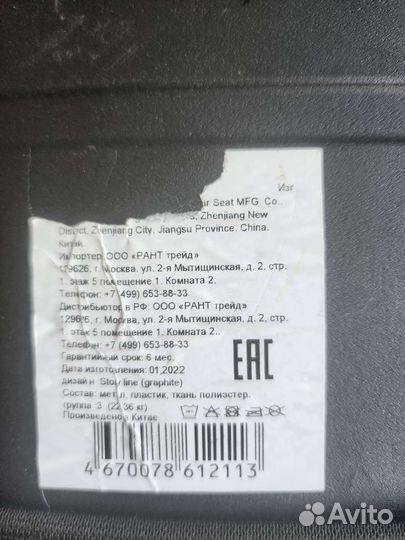 Изг
ar Seat MFG. Co.,
Zhenjiang New
District, Zhenjiang City, Jiangsu Province, China.
Китай.
Импортер ООО «РАНТ трейд»
129626, г. Москва, ул. 2-я Мытищинская, д. 2, стр.
1. этаж 5 помещение 1. Комната 2.
Телефон: +7 (499) 653-88-33
Дистрибьютор в РФ: ООО «РАНТ трейд»
129626, г. Москва, ул. 2-я Мытищинская, д. 2, стр.
1. этаж 5 помещение 1. Комната 2..
Телефон: +7 (499) 653-88-33
Гарантийный срок: 6 мес.
Дата изготовления: 01.2022
дизайн Story line (graphite)
Состав: металл, пластик, ткань полиэстер.
группа 3 (22-36 кг)
Произведено в Китае.
EAC
4 670078 612113
Avito